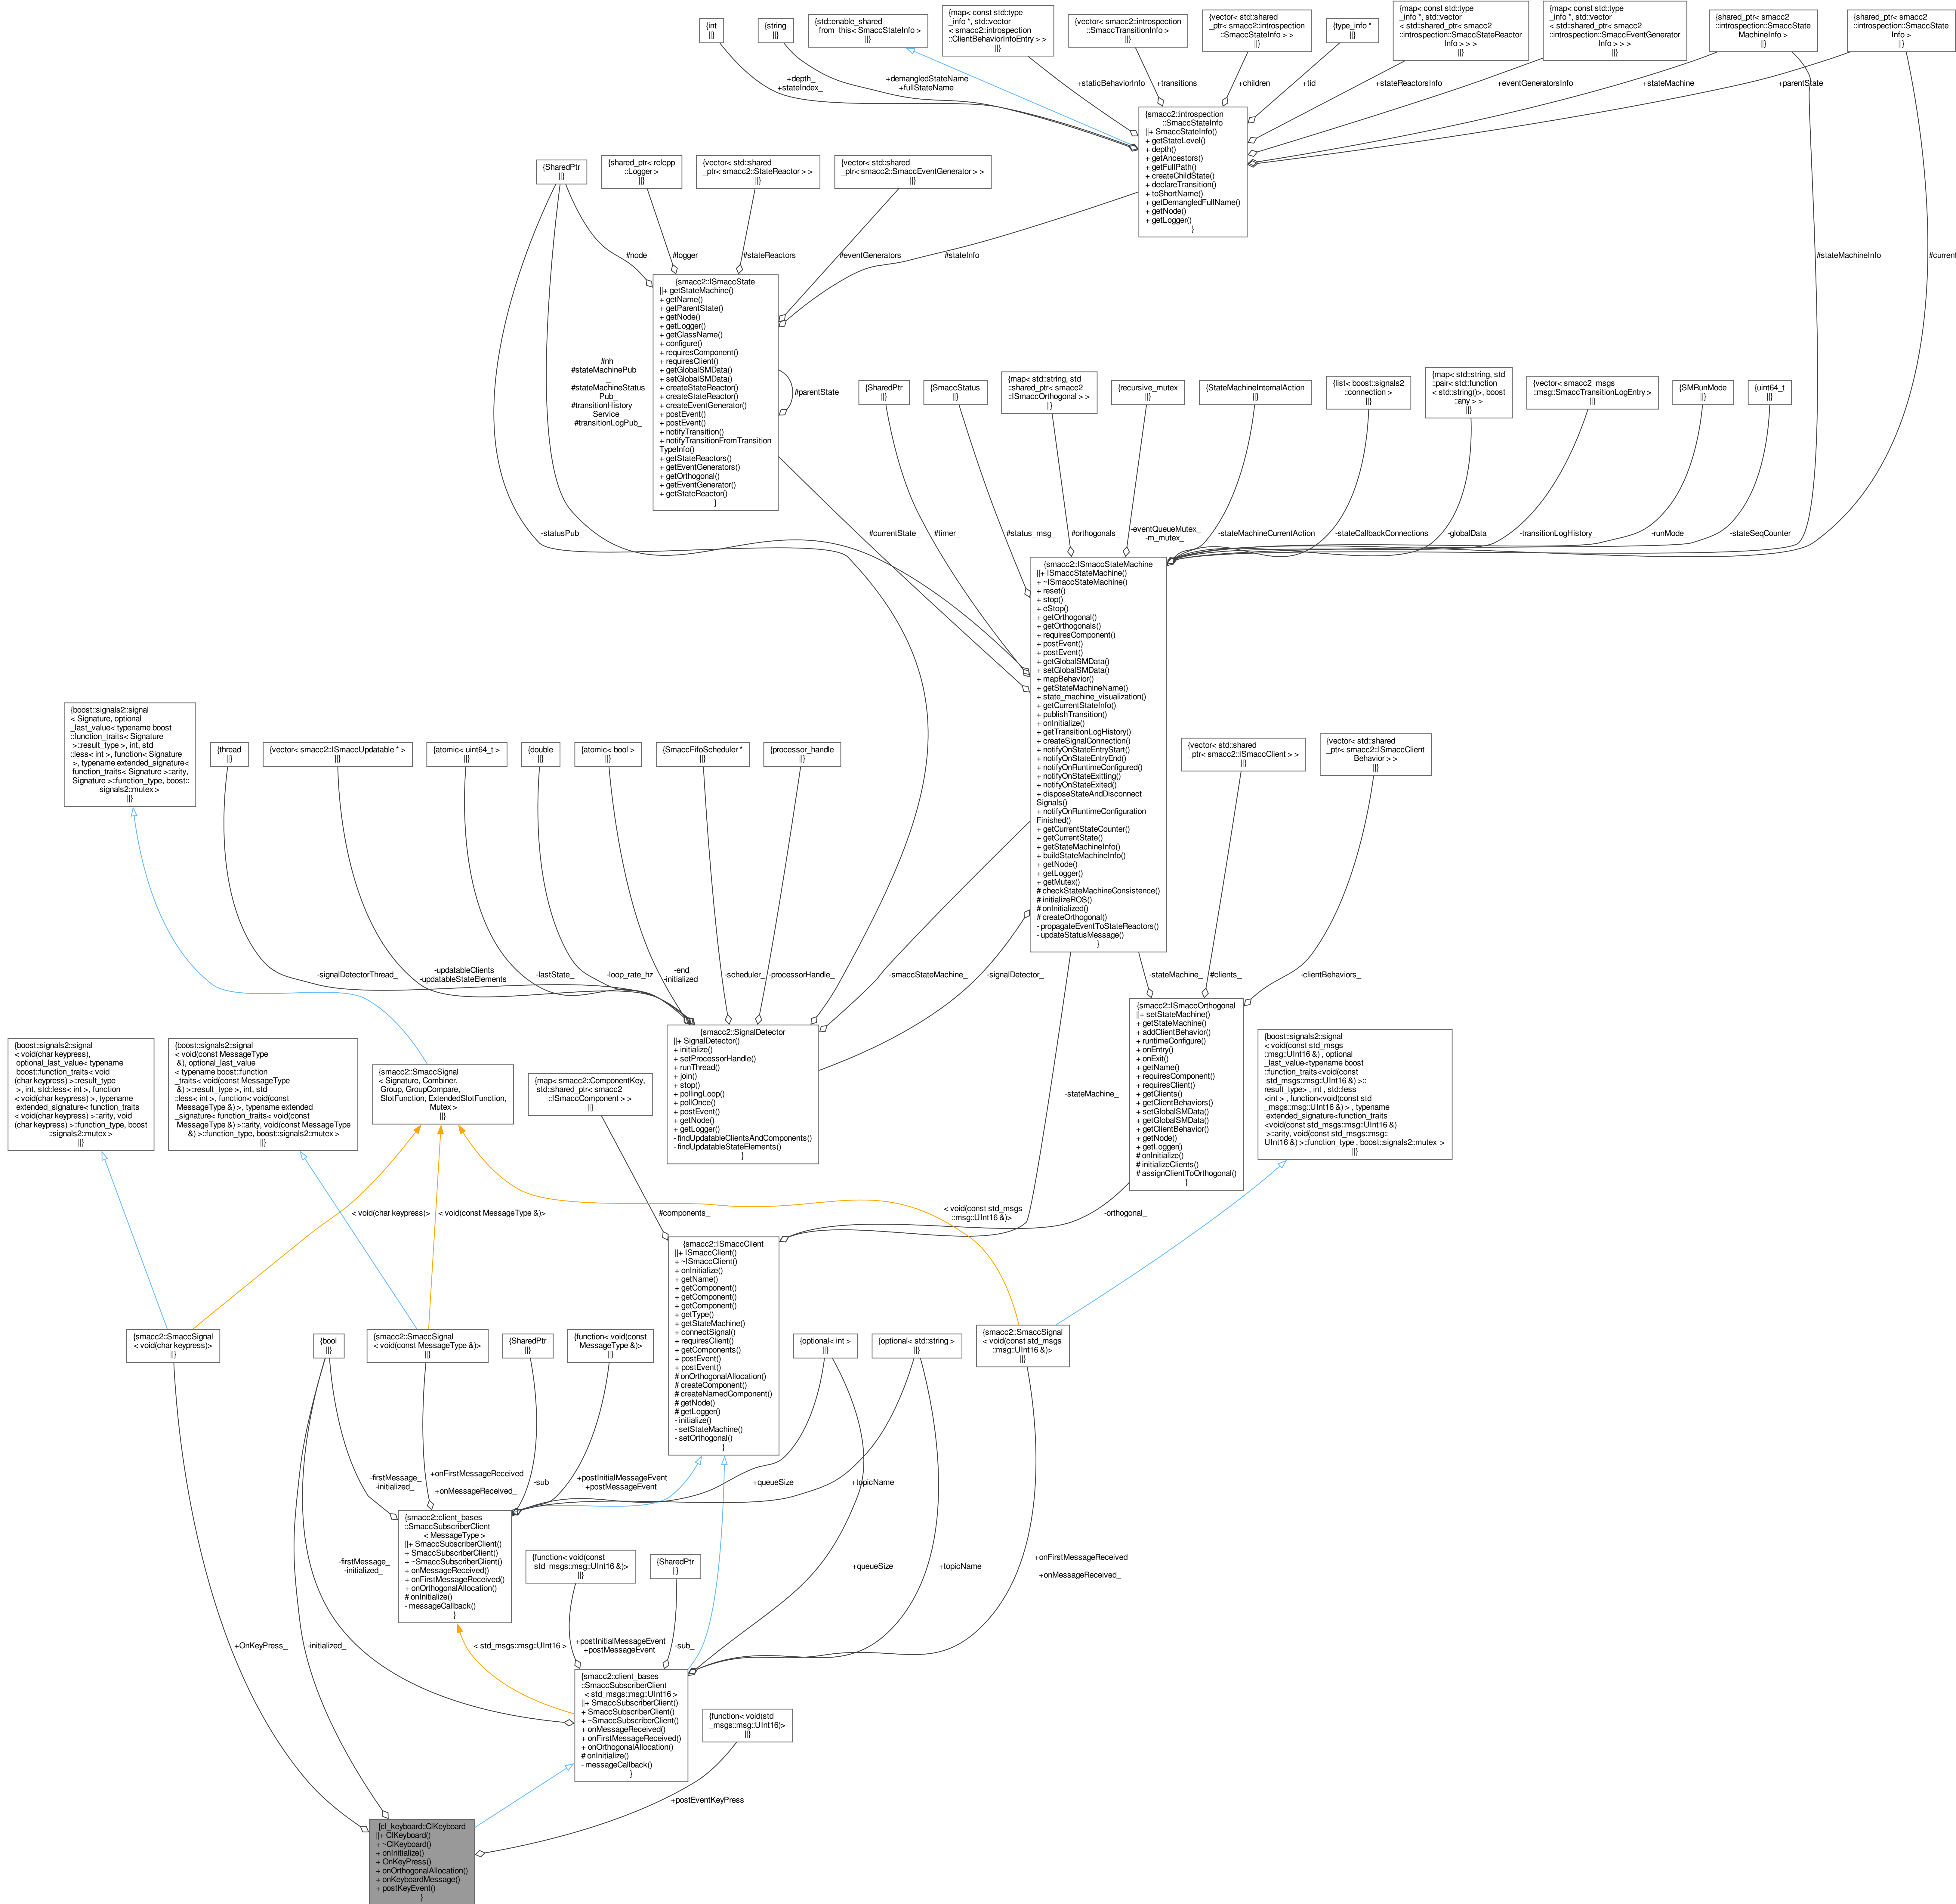 {int
||}
{string
||}
{std::enable_shared
_from_this< SmaccStateInfo >
||}
{map< const std::type
_info *, std::vector
< smacc2::introspection
::ClientBehaviorInfoEntry > >
||}
{vector< smacc2::introspection
::SmaccTransitionInfo >
||}
{vector< std::shared
_ptr< smacc2::introspection
::SmaccStateInfo > >
||}
{type_info *
||}
{map< const std::type
_info *, std::vector
< std::shared_ptr< smacc2
::introspection::SmaccStateReactor
Info > > >
||}
{map< const std::type
_info *, std::vector
< std::shared_ptr< smacc2
::introspection::SmaccEventGenerator
Info > > >
||}
{shared_ptr< smacc2
::introspection::SmaccState
MachineInfo >
||}
{shared_ptr< smacc2
::introspection::SmaccState
Info >
||}
+depth_
+stateIndex_
+demangledStateName
+fullStateName
+staticBehaviorInfo
+transitions_
+children_
+tid_
+stateReactorsInfo
+eventGeneratorsInfo
+stateMachine_
+parentState_
{smacc2::introspection
::SmaccStateInfo
||+ SmaccStateInfo()
+ getStateLevel()
+ depth()
+ getAncestors()
+ getFullPath()
+ createChildState()
+ declareTransition()
+ toShortName()
+ getDemangledFullName()
+ getNode()
+ getLogger()
}
{SharedPtr
||}
{shared_ptr< rclcpp
::Logger >
||}
{vector< std::shared
_ptr< smacc2::StateReactor > >
||}
{vector< std::shared
_ptr< smacc2::SmaccEventGenerator > >
||}
#node_
#logger_
#stateReactors_
#eventGenerators_
#stateInfo_
#stateMachineInfo_
#current
{smacc2::ISmaccState
||+ getStateMachine()
+ getName()
+ getParentState()
+ getNode()
+ getLogger()
+ getClassName()
+ configure()
+ requiresComponent()
+ requiresClient()
+ getGlobalSMData()
+ setGlobalSMData()
+ createStateReactor()
+ createStateReactor()
+ createEventGenerator()
+ postEvent()
+ postEvent()
+ notifyTransition()
+ notifyTransitionFromTransition
TypeInfo()
+ getStateReactors()
+ getEventGenerators()
+ getOrthogonal()
+ getEventGenerator()
+ getStateReactor()
}
#nh_
#stateMachinePub
_
#stateMachineStatus
Pub_
#transitionHistory
Service_
#transitionLogPub_
#parentState_
{SharedPtr
||}
{SmaccStatus
||}
{map< std::string, std
::shared_ptr< smacc2
::ISmaccOrthogonal > >
||}
{recursive_mutex
||}
{StateMachineInternalAction
||}
{list< boost::signals2
::connection >
||}
{map< std::string, std
::pair< std::function
< std::string()>, boost
::any > >
||}
{vector< smacc2_msgs
::msg::SmaccTransitionLogEntry >
||}
{SMRunMode
||}
{uint64_t
||}
-statusPub_
#currentState_
#timer_
#status_msg_
#orthogonals_
-eventQueueMutex_
-m_mutex_
-stateMachineCurrentAction
-stateCallbackConnections
-globalData_
-transitionLogHistory_
-runMode_
-stateSeqCounter_
{smacc2::ISmaccStateMachine
||+ ISmaccStateMachine()
+ ~ISmaccStateMachine()
+ reset()
+ stop()
+ eStop()
+ getOrthogonal()
+ getOrthogonals()
+ requiresComponent()
+ postEvent()
+ postEvent()
+ getGlobalSMData()
+ setGlobalSMData()
+ mapBehavior()
+ getStateMachineName()
+ state_machine_visualization()
+ getCurrentStateInfo()
+ publishTransition()
+ onInitialize()
+ getTransitionLogHistory()
+ createSignalConnection()
+ notifyOnStateEntryStart()
+ notifyOnStateEntryEnd()
+ notifyOnRuntimeConfigured()
+ notifyOnStateExitting()
+ notifyOnStateExited()
+ disposeStateAndDisconnect
Signals()
+ notifyOnRuntimeConfiguration
Finished()
+ getCurrentStateCounter()
+ getCurrentState()
+ getStateMachineInfo()
+ buildStateMachineInfo()
+ getNode()
+ getLogger()
+ getMutex()
# checkStateMachineConsistence()
# initializeROS()
# onInitialized()
# createOrthogonal()
- propagateEventToStateReactors()
- updateStatusMessage()
}
{boost::signals2::signal
< Signature, optional
_last_value< typename boost
::function_traits< Signature
>::result_type >, int, std
::less< int >, function< Signature
>, typename extended_signature<
function_traits< Signature >::arity,
Signature >::function_type, boost::
signals2::mutex >
||}
{thread
||}
{vector< smacc2::ISmaccUpdatable * >
||}
{atomic< uint64_t >
||}
{double
||}
{atomic< bool >
||}
{SmaccFifoScheduler *
||}
{processor_handle
||}
{vector< std::shared
_ptr< smacc2::ISmaccClient > >
||}
{vector< std::shared
_ptr< smacc2::ISmaccClient
Behavior > >
||}
-signalDetectorThread_
-updatableClients_
-updatableStateElements_
-lastState_
-loop_rate_hz
-end_
-initialized_
-scheduler_
-processorHandle_
-smaccStateMachine_
-signalDetector_
-stateMachine_
#clients_
-clientBehaviors_
{smacc2::SignalDetector
||+ SignalDetector()
+ initialize()
+ setProcessorHandle()
+ runThread()
+ join()
+ stop()
+ pollingLoop()
+ pollOnce()
+ postEvent()
+ getNode()
+ getLogger()
- findUpdatableClientsAndComponents()
- findUpdatableStateElements()
}
{smacc2::ISmaccOrthogonal
||+ setStateMachine()
+ getStateMachine()
+ addClientBehavior()
+ runtimeConfigure()
+ onEntry()
+ onExit()
+ getName()
+ requiresComponent()
+ requiresClient()
+ getClients()
+ getClientBehaviors()
+ setGlobalSMData()
+ getGlobalSMData()
+ getClientBehavior()
+ getNode()
+ getLogger()
# onInitialize()
# initializeClients()
# assignClientToOrthogonal()
}
{boost::signals2::signal
< void(char keypress),
optional_last_value< typename
boost::function_traits< void
(char keypress) >::result_type
>, int, std::less< int >, function
< void(char keypress) >, typename
extended_signature< function_traits
< void(char keypress) >::arity, void
(char keypress) >::function_type, boost
::signals2::mutex >
||}
{boost::signals2::signal
< void(const MessageType
&), optional_last_value
< typename boost::function
_traits< void(const MessageType
&) >::result_type >, int, std
::less< int >, function< void(const
MessageType &) >, typename extended
_signature< function_traits< void(const
MessageType &) >::arity, void(const MessageType
&) >::function_type, boost::signals2::mutex >
||}
{smacc2::SmaccSignal
< Signature, Combiner,
Group, GroupCompare,
SlotFunction, ExtendedSlotFunction,
Mutex >
||}
{map< smacc2::ComponentKey,
std::shared_ptr< smacc2
::ISmaccComponent > >
||}
{boost::signals2::signal
< void(const std_msgs
::msg::UInt16 &) , optional
_last_value<typename boost
::function_traits<void(const
std_msgs::msg::UInt16 &) >::
result_type> , int , std::less
<int > , function<void(const std
_msgs::msg::UInt16 &) > , typename
extended_signature<function_traits
<void(const std_msgs::msg::UInt16 &)
>::arity, void(const std_msgs::msg::
UInt16 &) >::function_type , boost::signals2::mutex >
||}
-stateMachine_
< void(char keypress)>
< void(const MessageType &)>
#components_
< void(const std_msgs
::msg::UInt16 &)>
-orthogonal_
{smacc2::ISmaccClient
||+ ISmaccClient()
+ ~ISmaccClient()
+ onInitialize()
+ getName()
+ getComponent()
+ getComponent()
+ getComponent()
+ getType()
+ getStateMachine()
+ connectSignal()
+ requiresClient()
+ getComponents()
+ postEvent()
+ postEvent()
# onOrthogonalAllocation()
# createComponent()
# createNamedComponent()
# getNode()
# getLogger()
- initialize()
- setStateMachine()
- setOrthogonal()
}
{smacc2::SmaccSignal
< void(char keypress)>
||}
{bool
||}
{smacc2::SmaccSignal
< void(const MessageType &)>
||}
{SharedPtr
||}
{function< void(const
MessageType &)>
||}
{optional< int >
||}
{optional< std::string >
||}
{smacc2::SmaccSignal
< void(const std_msgs
::msg::UInt16 &)>
||}
-firstMessage_
-initialized_
+onFirstMessageReceived
_
+onMessageReceived_
-sub_
+postInitialMessageEvent
+postMessageEvent
+queueSize
+topicName
{smacc2::client_bases
::SmaccSubscriberClient
< MessageType >
||+ SmaccSubscriberClient()
+ SmaccSubscriberClient()
+ ~SmaccSubscriberClient()
+ onMessageReceived()
+ onFirstMessageReceived()
+ onOrthogonalAllocation()
# onInitialize()
- messageCallback()
}
-firstMessage_
-initialized_
{function< void(const
std_msgs::msg::UInt16 &)>
||}
{SharedPtr
||}
+queueSize
+topicName
+onFirstMessageReceived
_
+onMessageReceived_
+OnKeyPress_
-initialized_
< std_msgs::msg::UInt16 >
+postInitialMessageEvent
+postMessageEvent
-sub_
{smacc2::client_bases
::SmaccSubscriberClient
< std_msgs::msg::UInt16 >
||+ SmaccSubscriberClient()
+ SmaccSubscriberClient()
+ ~SmaccSubscriberClient()
+ onMessageReceived()
+ onFirstMessageReceived()
+ onOrthogonalAllocation()
# onInitialize()
- messageCallback()
}
{function< void(std
_msgs::msg::UInt16)>
||}
+postEventKeyPress
{cl_keyboard::ClKeyboard
||+ ClKeyboard()
+ ~ClKeyboard()
+ onInitialize()
+ OnKeyPress()
+ onOrthogonalAllocation()
+ onKeyboardMessage()
+ postKeyEvent()
}